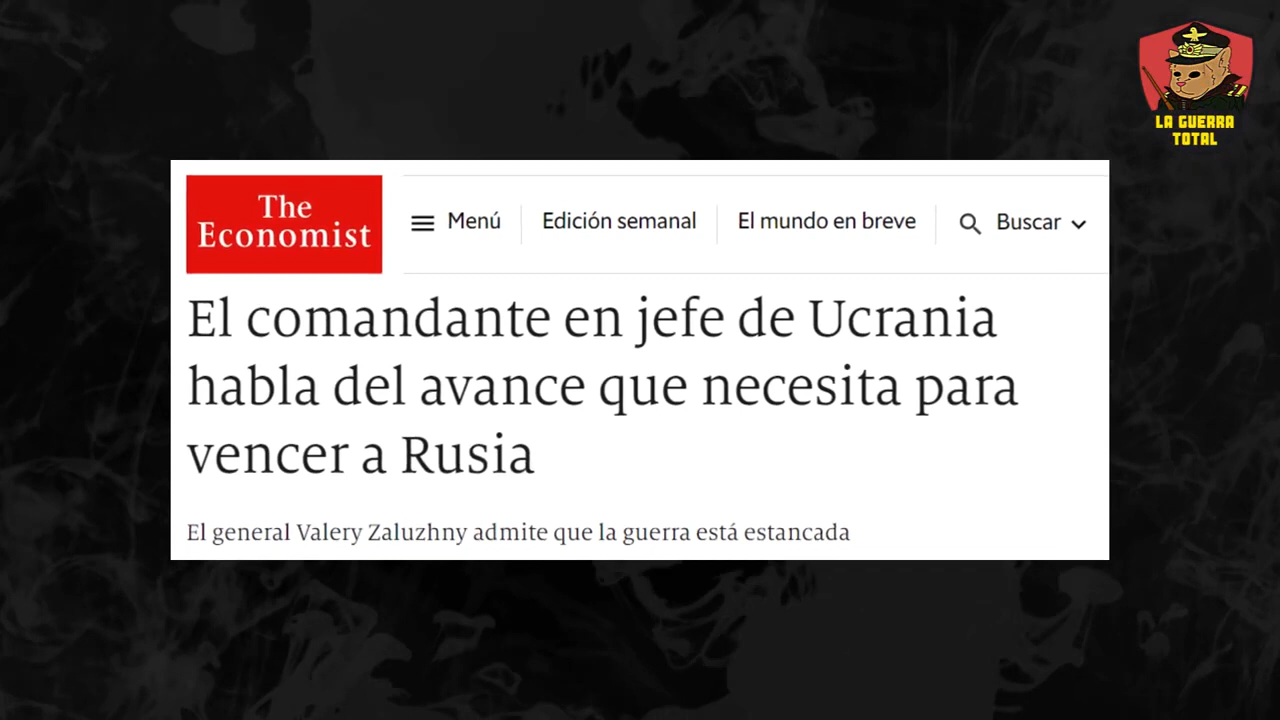 LA GUERRA
TOTAL
The
Economist
Menú
Edición semanal
El mundo en breve
Buscar
El comandante en jefe de Ucrania
habla del avance que necesita para
vencer a Rusia
El general Valery Zaluzhny admite que la guerra está estancada